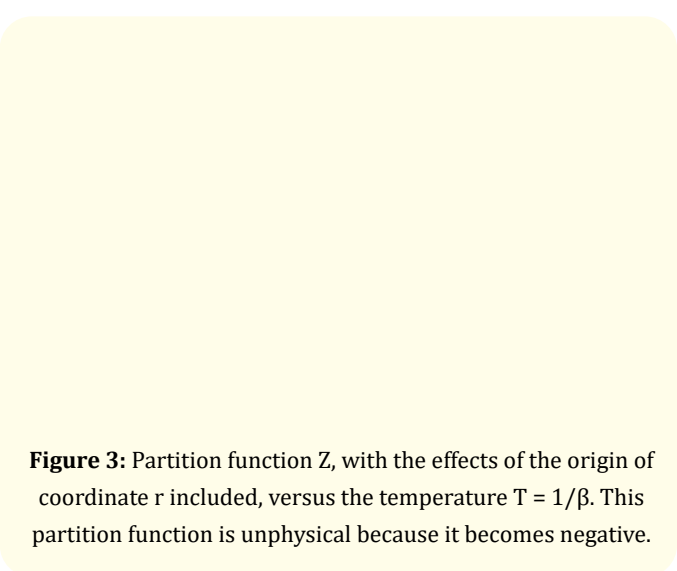 Figure 3: Partition function Z, with the effects of the origin of
coordinate r included, versus the temperature T = 1/β. This
partition function is unphysical because it becomes negative.